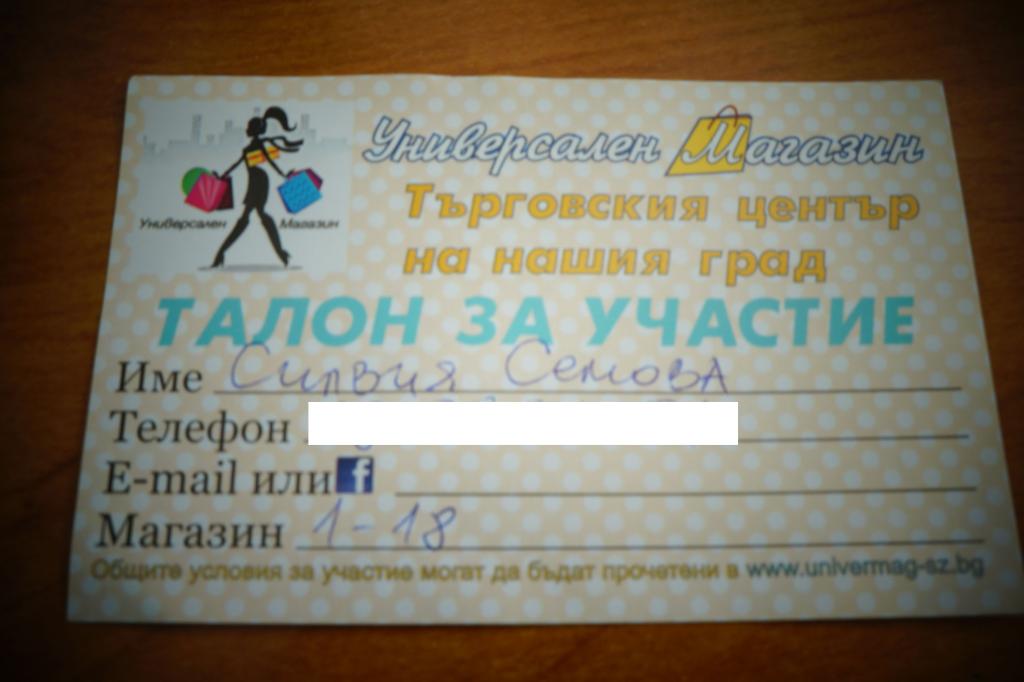 Универсален Магазин
Търговския център
на нашия град
Универсален Магазин
ТАЛОН ЗА УЧАСТИЕ
Име Силвия Семова
Телефон
E-mail или f
Магазин 1-18
Общите условия за участие могат да бъдат прочетени в www.univermag-sz.bg